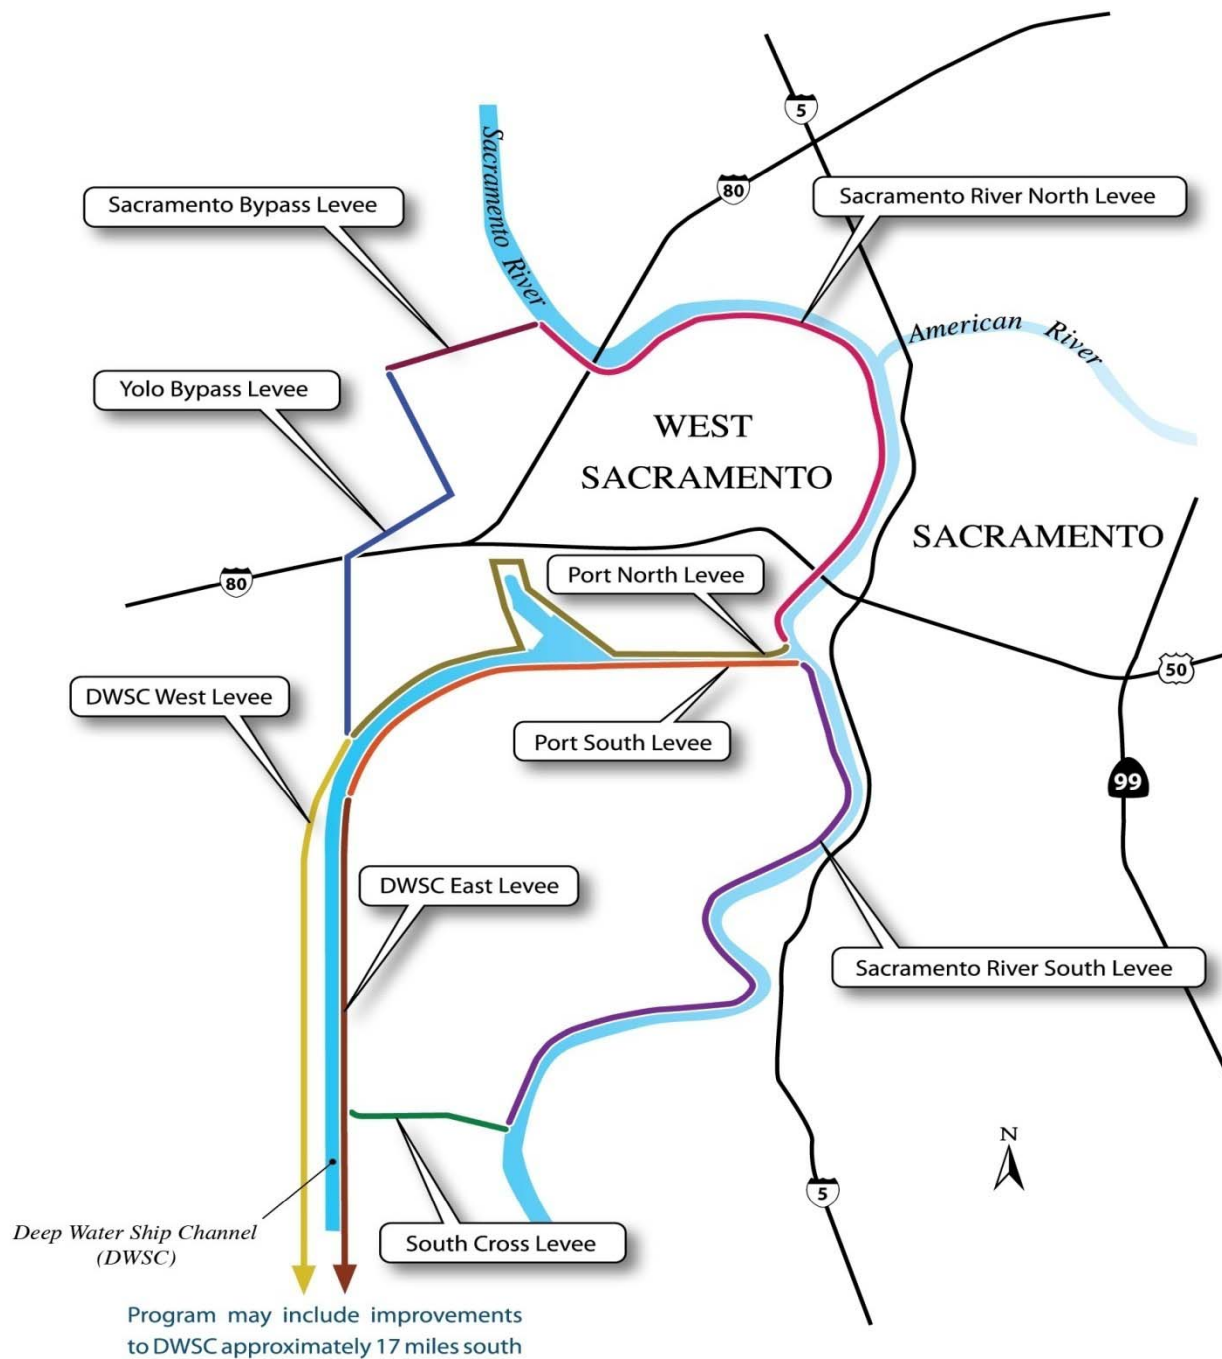 5
80
Sacramento River
Sacramento Bypass Levee
Sacramento River North Levee
American River
Yolo Bypass Levee
WEST
SACRAMENTO
SACRAMENTO
80
Port North Levee
50
DWSC West Levee
Port South Levee
99
DWSC East Levee
Sacramento River South Levee
N
5
Deep Water Ship Channel
(DWSC)
South Cross Levee
Program may include improvements
to DWSC approximately 17 miles south